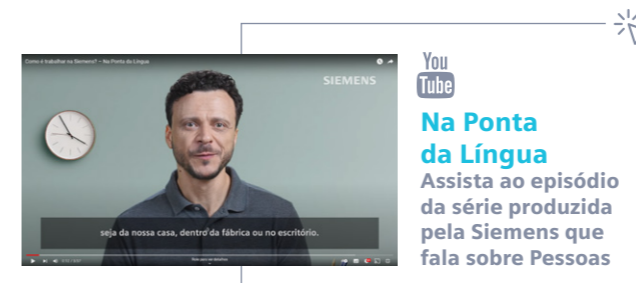 Como é trabalhar na Siemens? – Na Ponta da Língua
SIEMENS
seja da nossa casa, dentro da fábrica ou no escritório.
You
Tube
Na Ponta
da Língua
Assista ao episódio
da série produzida
pela Siemens que
fala sobre Pessoas